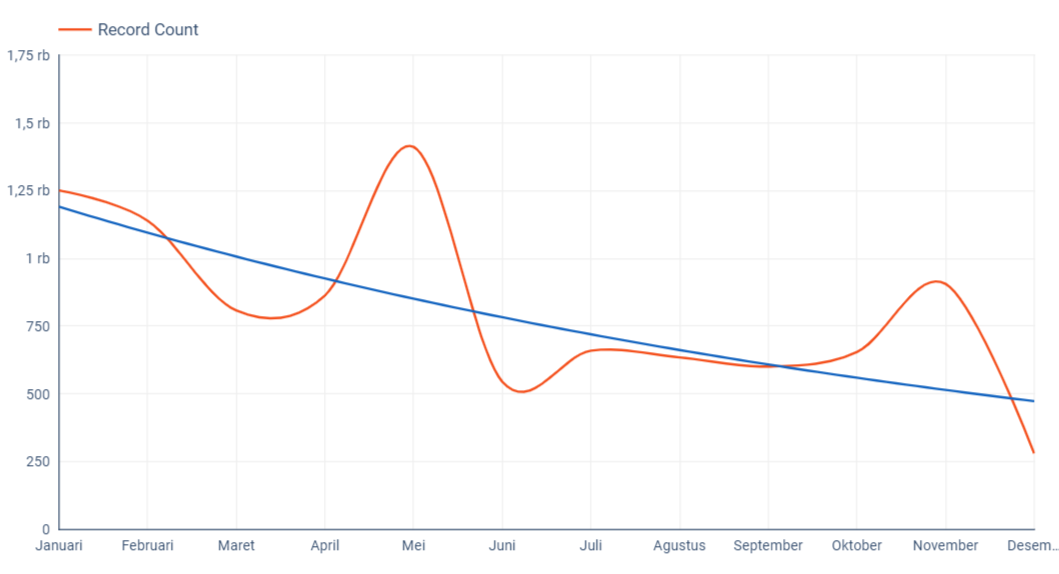 Record Count
1,75 rb
1,5 rb
1,25 rb
1 rb
750
500
250
0
Januari Februari Maret April Mei Juni Juli Agustus September Oktober November Desem...